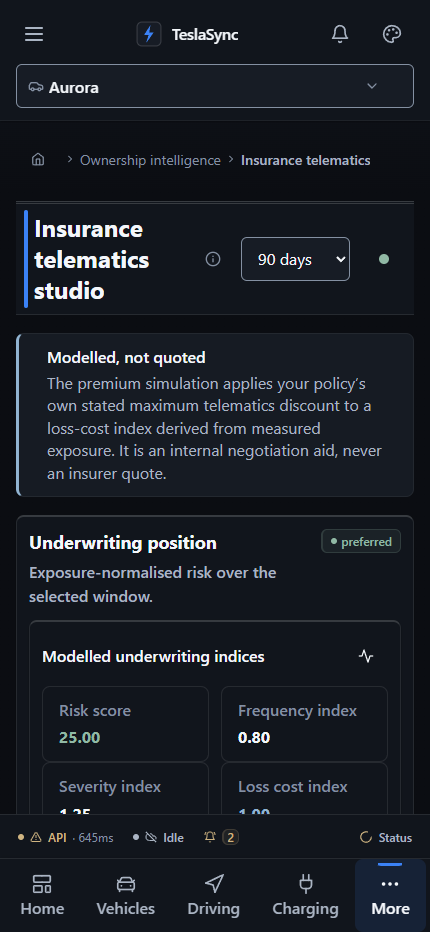 TeslaSync
Aurora
Ownership intelligence
Insurance telematics
Insurance
telematics
studio
90 days
Modelled, not quoted
The premium simulation applies your policy’s
own stated maximum telematics discount to a
loss-cost index derived from measured
exposure. It is an internal negotiation aid, never
an insurer quote.
Underwriting position
preferred
Exposure-normalised risk over the
selected window.
Modelled underwriting indices
Risk score
Frequency index
25.00
0.80
Severity index
Loss cost index
1.25
1.00
API · 645ms
Idle
2
Status
Home
Vehicles
Driving
Charging
More